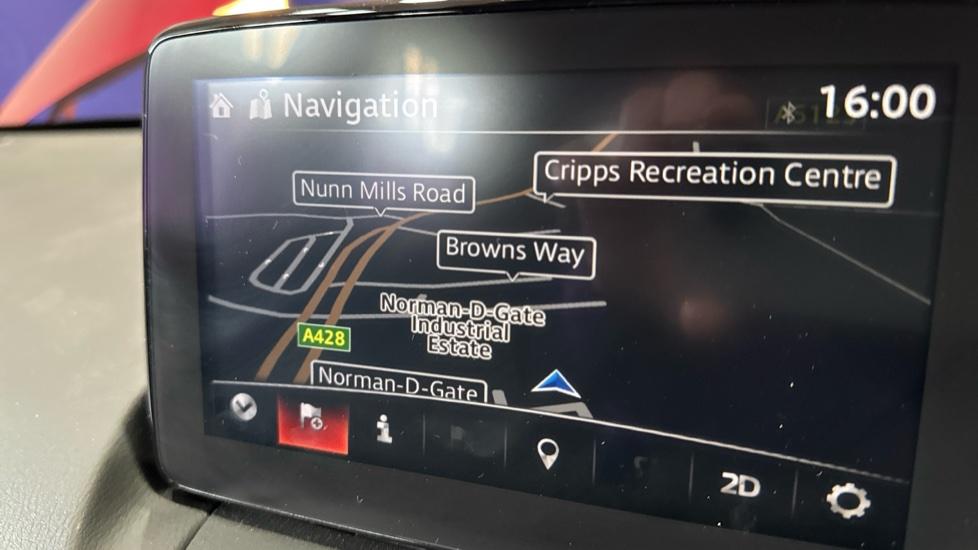 Navigation
16:00
Nunn Mills Road
Cripps Recreation Centre
Browns Way
Norman-D-Gate
Industrial
Estate
A428
Norman-D-Gate
2D